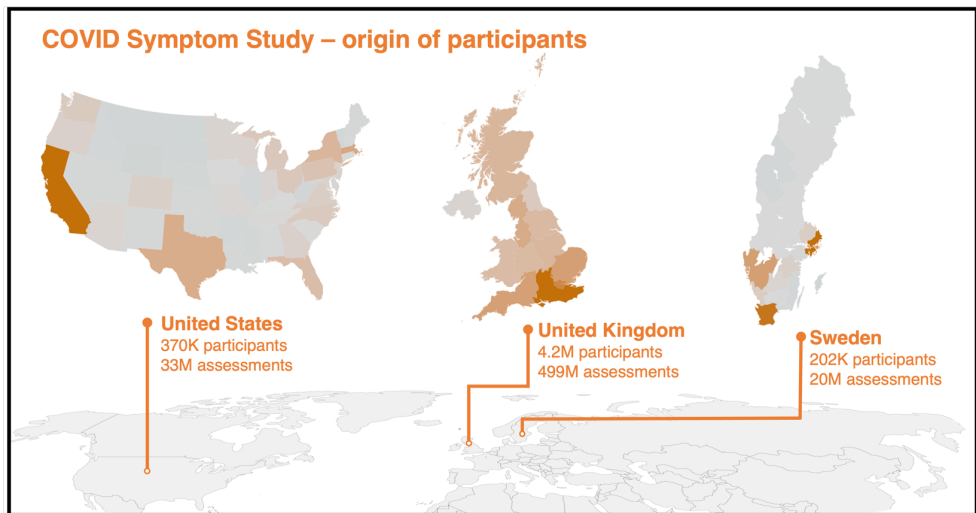 COVID Symptom Study – origin of participants
United States
370K participants
33M assessments
United Kingdom
4.2M participants
499M assessments
Sweden
202K participants
20M assessments